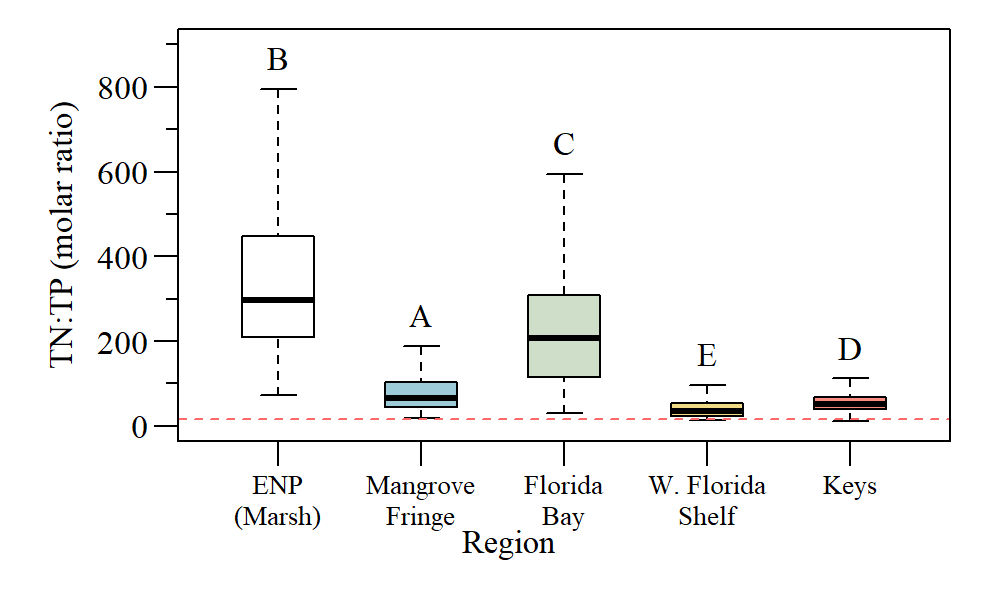 B
800
C
600
TN:TP (molar ratio)
400
A
E
D
200
0
ENP
(Marsh)
Mangrove
Fringe
Florida
Bay
W. Florida
Shelf
Keys
Region